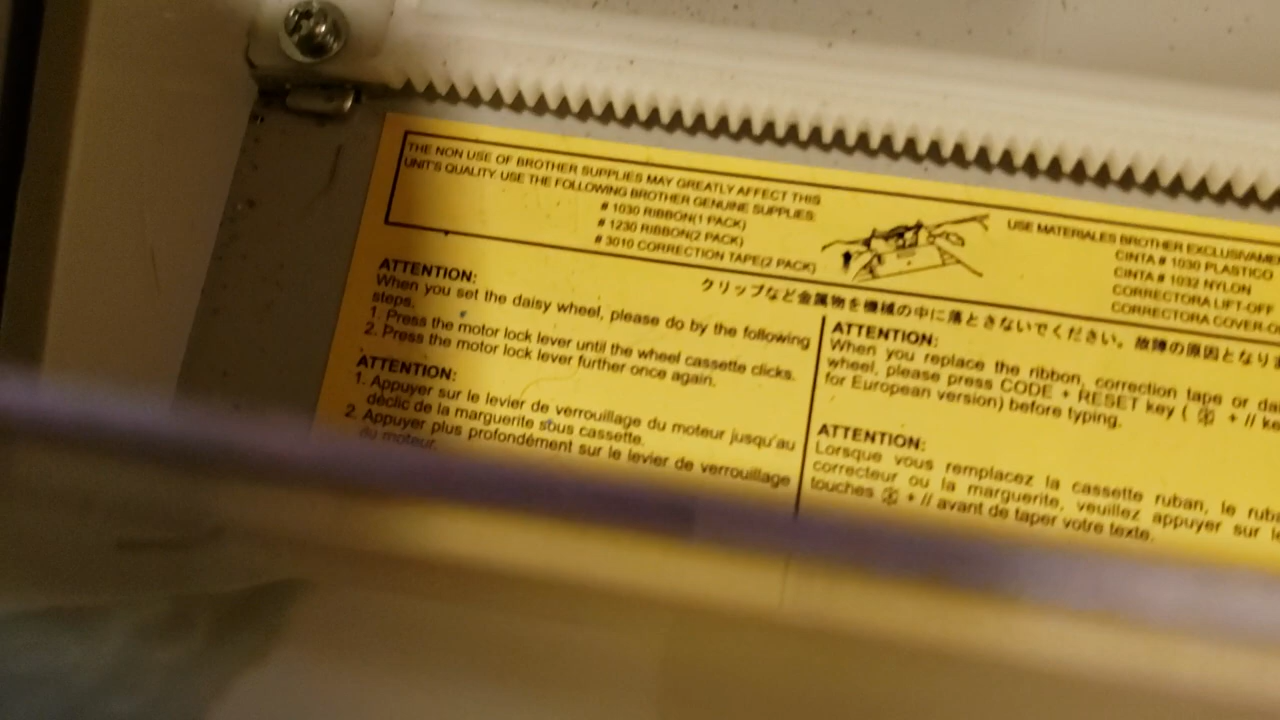 THE NON USE OF BROTHER SUPPLIES MAY GREATLY AFFECT THIS
UNIT'S QUALITY. USE THE FOLLOWING BROTHER GENUINE SUPPLIES:
# 1030 RIBBON(1 PACK)
# 1230 RIBBON(2 PACK)
# 3010 CORRECTION TAPE(2 PACK)
USE MATERIALES BROTHER
CINTA # 1030 PLASTICO
CINTA # 1032 NYLON
CORRECTORA LIFT-OFF
CORRECTORA
クリップなど金属物を機械の中に落とさないでください。故障の原因となり
ATTENTION:
When you set the daisy wheel, please do by the following
steps.
1. Press the motor lock lever until the wheel cassette clicks.
2. Press the motor lock lever further once again.
ATTENTION:
1. Appuyer sur le levier de verrouillage du moteur jusqu'au
déclic de la marguerite sous cassette.
2. Appuyer plus profondément sur le levier de verrouillage
du moteur.
ATTENTION:
When you replace the ribbon, correction tape or
wheel, please press CODE + RESET key ( + //
for European version) before typing.
ATTENTION:
Lorsque vous remplacez la cassette ruban, le
correcteur ou la marguerite, veuillez appuyer sur
touches + // avant de taper votre texte.